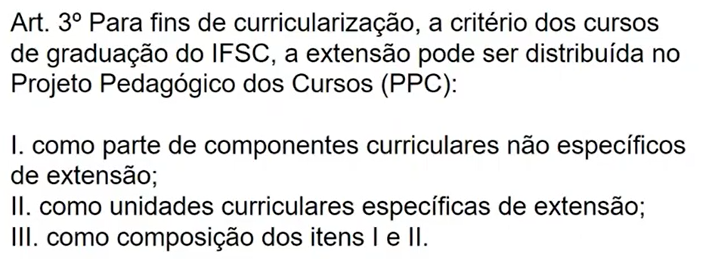 Art. 3º Para fins de curricularização, a critério dos cursos
de graduação do IFSC, a extensão pode ser distribuída no
Projeto Pedagógico dos Cursos (PPC):
I. como parte de componentes curriculares não específicos
de extensão;
II. como unidades curriculares específicas de extensão;
III. como composição dos itens I e II.